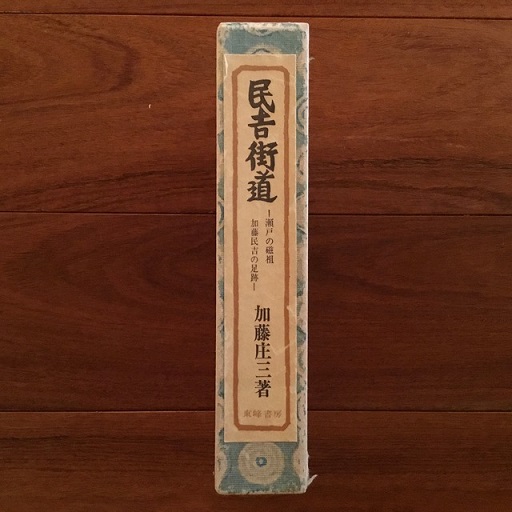 民吉街道
―瀬戸の磁祖
加藤民吉の足跡―
加藤庄三著
東峰書房